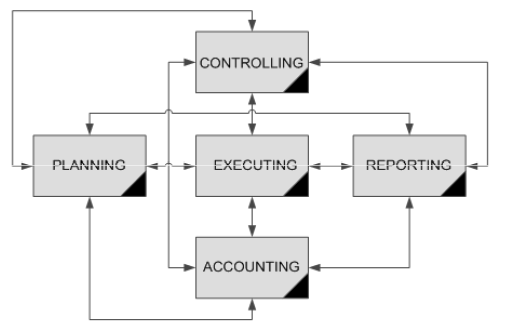 CONTROLLING
PLANNING
EXECUTING
REPORTING
ACCOUNTING